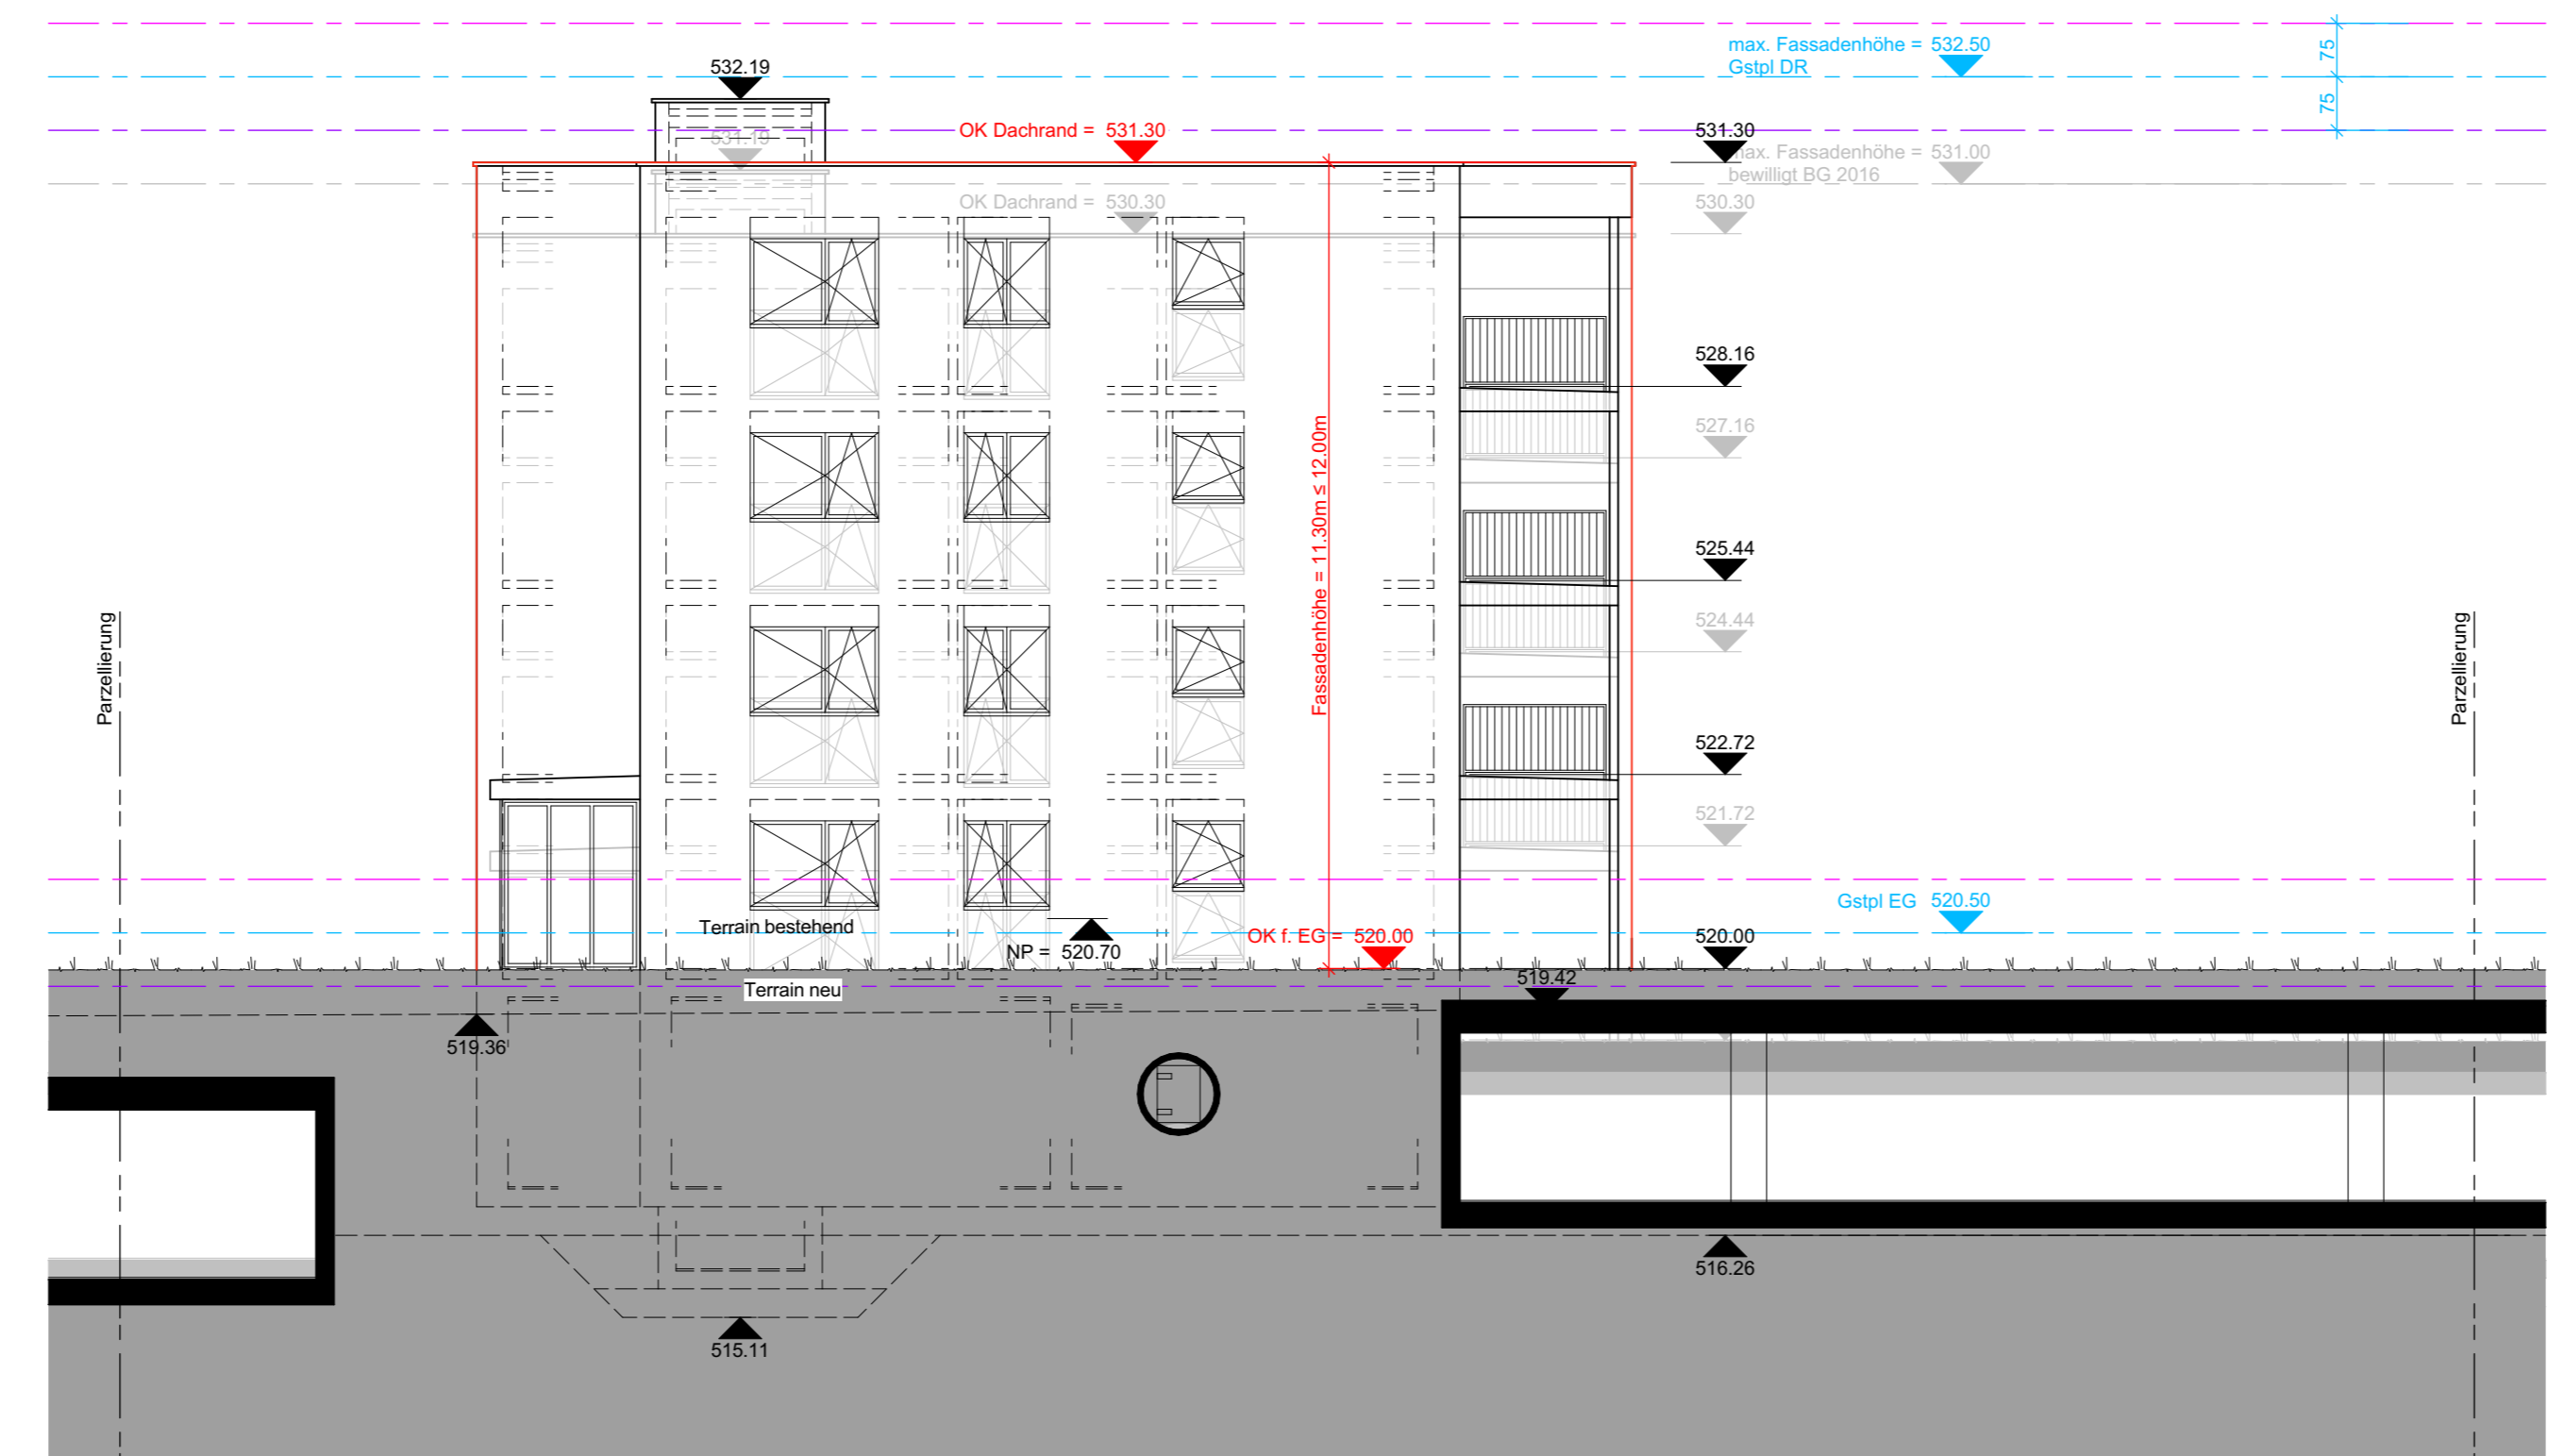 max. Fassadenhöhe = 532.50
Gstpl DR
75
75
532.19
531.19
OK Dachrand = 531.30
531.30
max. Fassadenhöhe = 531.00
bewilligt BG 2016
OK Dachrand = 530.30
530.30
528.16
527.16
Fassadenhöhe = 11.30m ≤ 12.00m
525.44
524.44
Parzellierung
Parzellierung
522.72
521.72
Gstpl EG 520.50
Terrain bestehend
NP = 520.70
OK f. EG = 520.00
520.00
519.42
Terrain neu
519.36
516.26
515.11